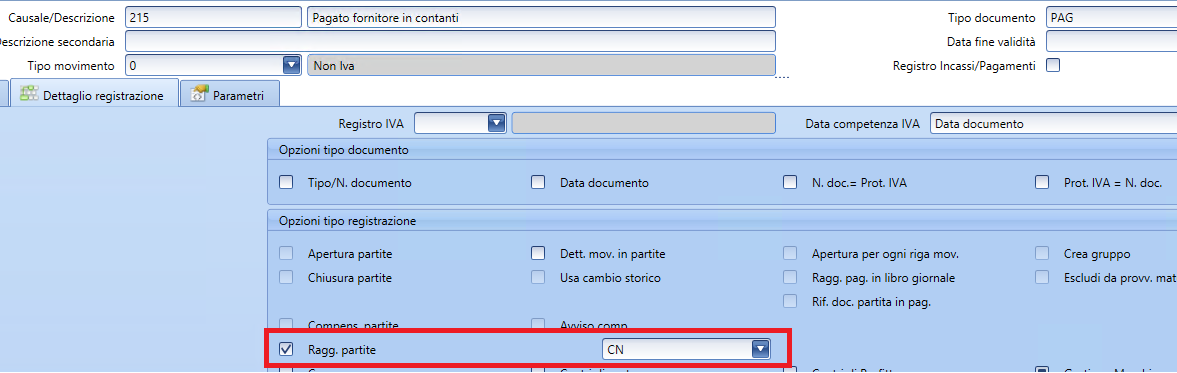 Causale/Descrizione 215 Pagato fornitore in contanti Tipo documento PAG
Descrizione secondaria Data fine validità
Tipo movimento 0 Non Iva Registro Incassi/Pagamenti
Dettaglio registrazione Parametri
Registro IVA Data competenza IVA Data documento
Opzioni tipo documento
Tipo/N. documento Data documento N. doc.= Prot. IVA Prot. IVA = N. doc.
Opzioni tipo registrazione
Apertura partite Dett. mov. in partite Apertura per ogni riga mov. Crea gruppo
Chiusura partite Usa cambio storico Ragg. pag. in libro giornale Escludi da provv. mat
Rif. doc. partita in pag.
Compens. partite Avviso comp.
Ragg. partite CN